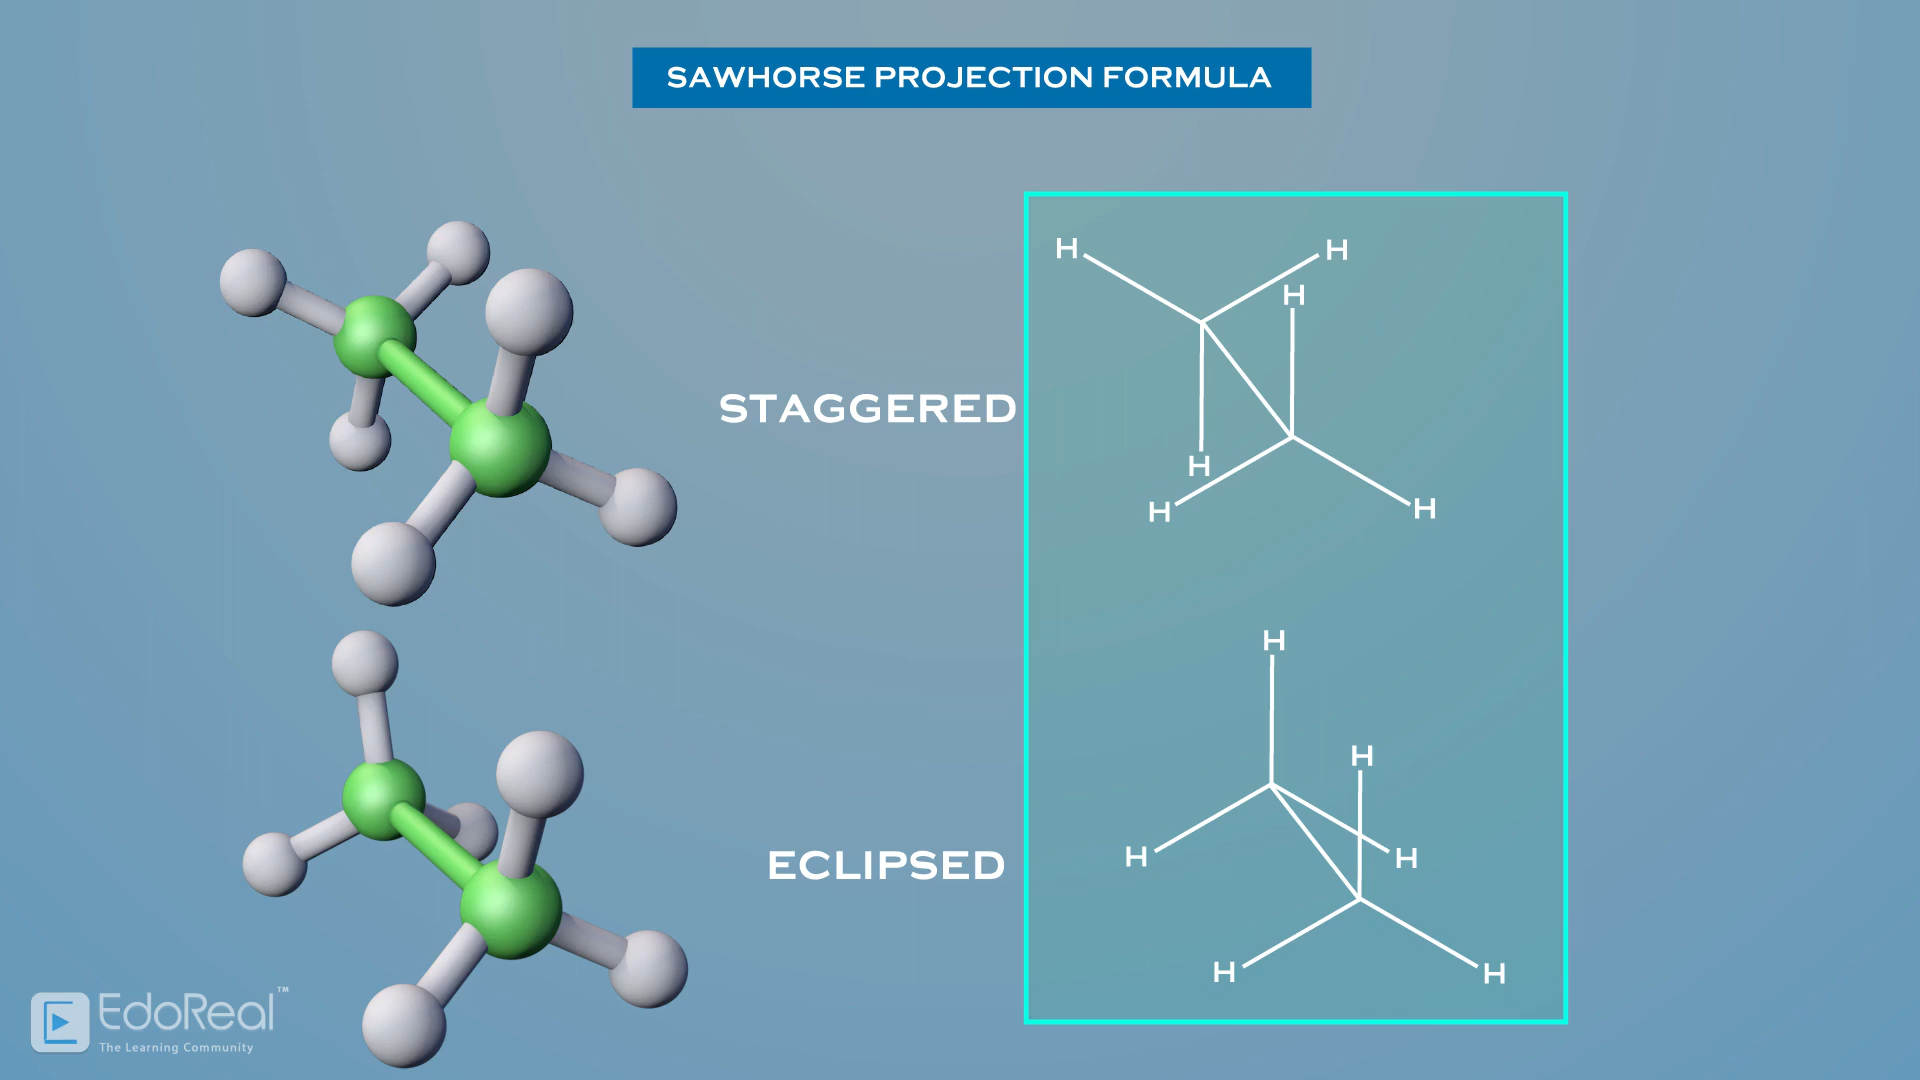 SAWHORSE PROJECTION FORMULA
H H
H
STAGGERED
H
H H
H
H
ECLIPSED
H H
H H
EdoReal™
The Learning Community